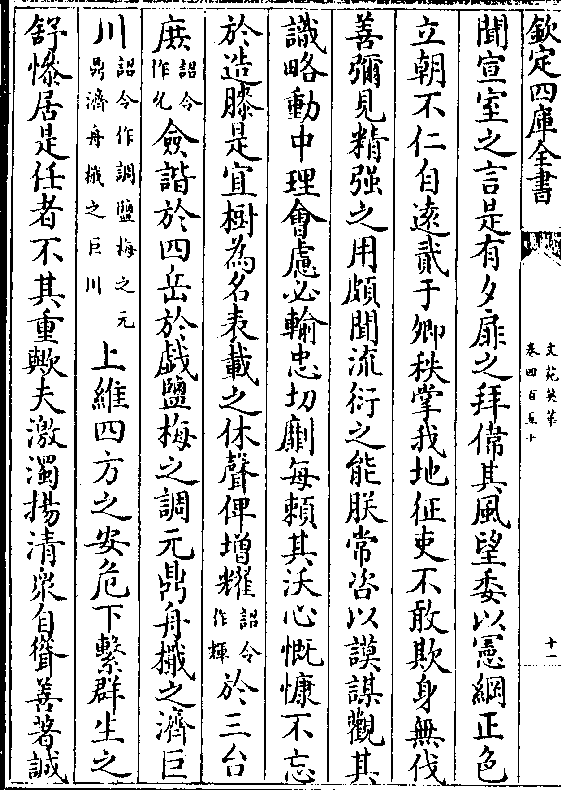 欽定四庫全書
文苑英華
卷四百五十
十一
聞宣室之言是有夕扉之拜偉其風望委以憲綱正色
立朝不仁自遠貳于卿秩掌我地征吏不敢欺身無伐
善彌見精强之用頗聞流衍之能朕常咨以謨謀觀其
識略動中理會慮必輸忠切劘每賴其沃心慨慷不忘
於造膝是宜樹為名表載之休聲俾增耀詔令作輝於三台
庶詔令作允僉諧於四岳於戯鹽梅之調元鼎舟檝之濟巨
川詔令作調鹽梅之元鼎濟舟檝之巨川上維四方之安危下繫群生之
舒慘居是任者不其重歟夫激濁揚清衆自聳善著誠